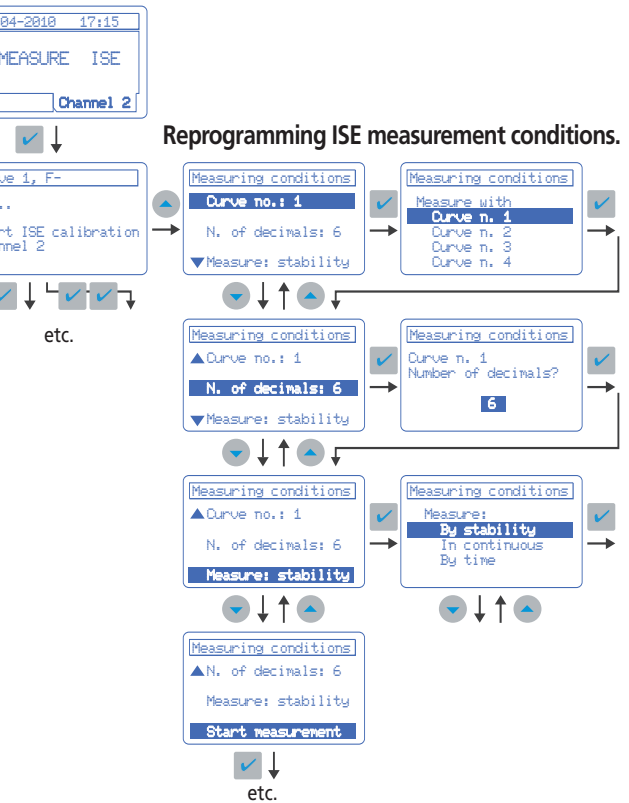 04-2010 17:15
MEASURE ISE
Channel 2
Reprogramming ISE measurement conditions.
1, F-
..
ISE calibration
2
etc.
Measuring conditions
Curve no.: 1
N. of decimals: 6
▼Measure: stability
Measuring conditions
Measure with
Curve n. 1
Curve n. 2
Curve n. 3
Curve n. 4
Measuring conditions
▲Curve no.: 1
N. of decimals: 6
▼Measure: stability
Measuring conditions
Curve n. 1
Number of decimals?
6
Measuring conditions
▲Curve no.: 1
N. of decimals: 6
Measure: stability
Measuring conditions
Measure:
By stability
In continuous
By time
Measuring conditions
▲N. of decimals: 6
Measure: stability
Start measurement
etc.